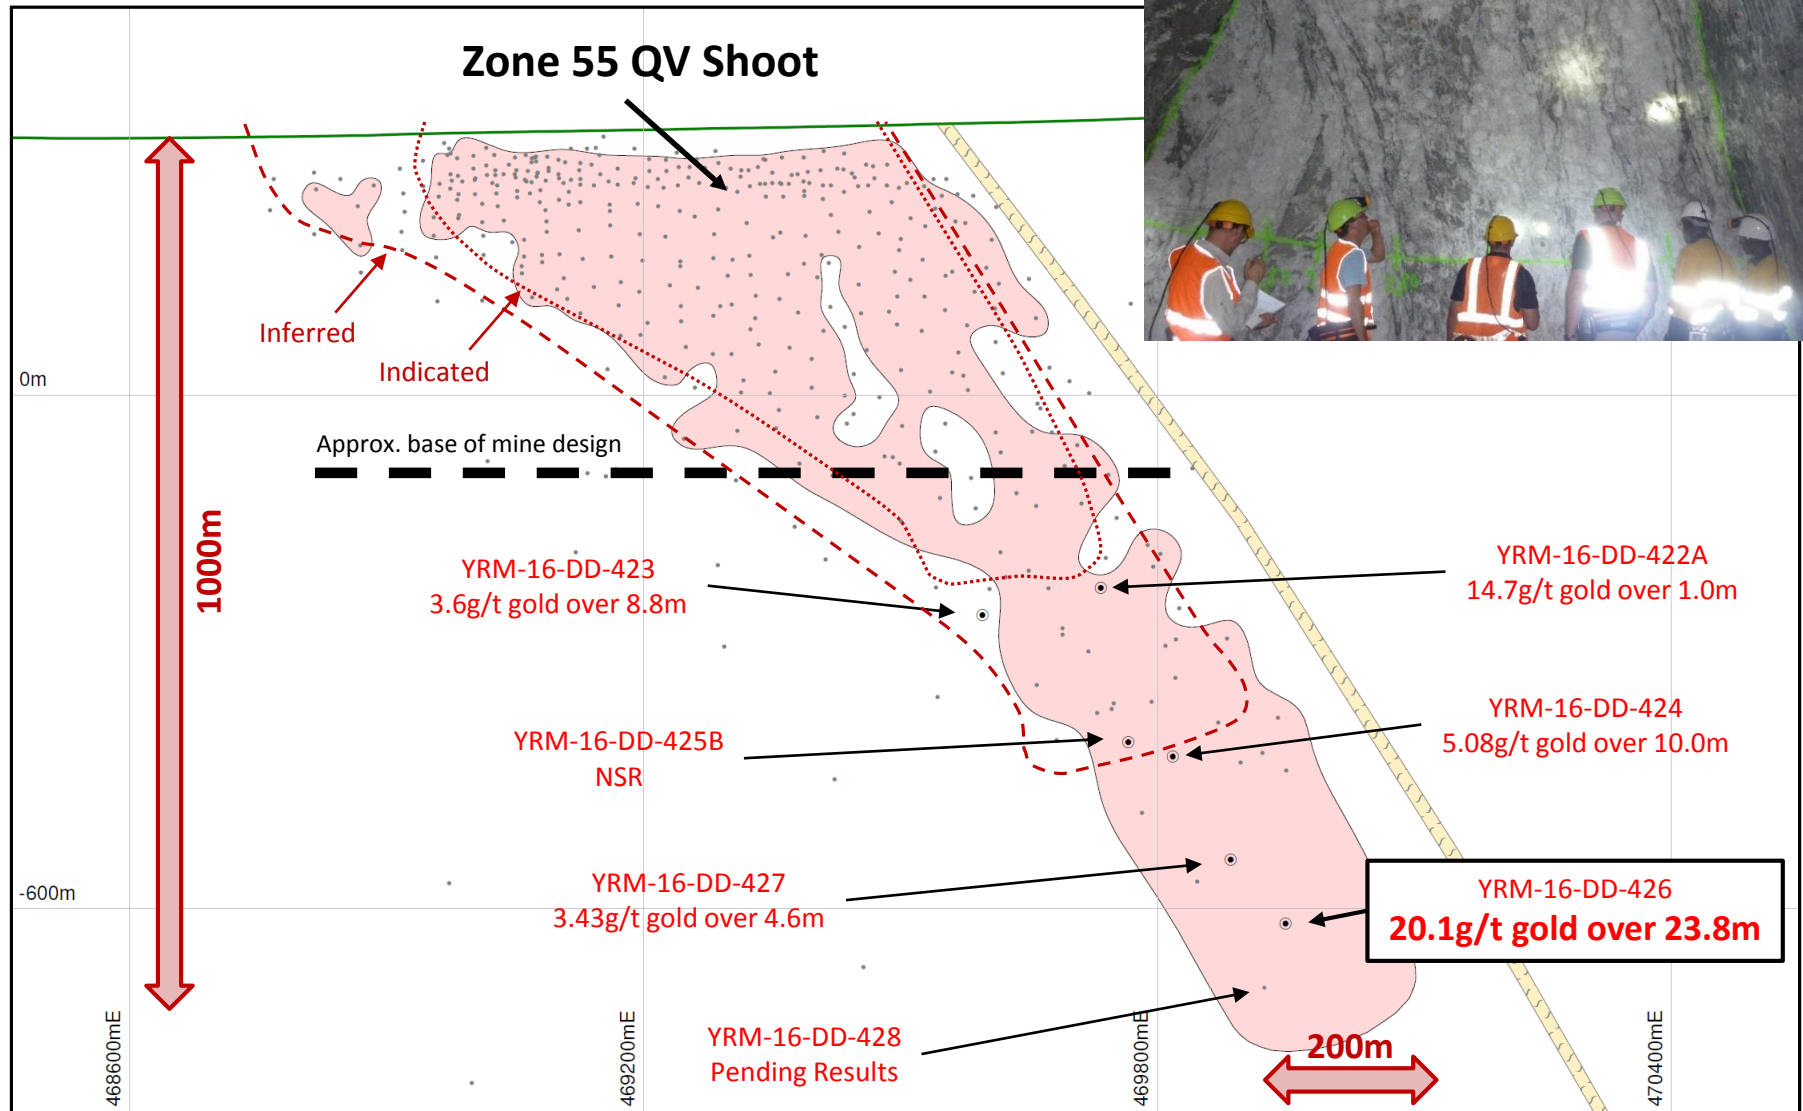 Zone 55 QV Shoot
Inferred
Indicated
0m
Approx. base of mine design
1000m
YRM-16-DD-423
3.6g/t gold over 8.8m
YRM-16-DD-422A
14.7g/t gold over 1.0m
YRM-16-DD-425B
NSR
YRM-16-DD-424
5.08g/t gold over 10.0m
-600m
YRM-16-DD-427
3.43g/t gold over 4.6m
YRM-16-DD-426
20.1g/t gold over 23.8m
YRM-16-DD-428
Pending Results
200m
468600mE
469200mE
469800mE
470400mE